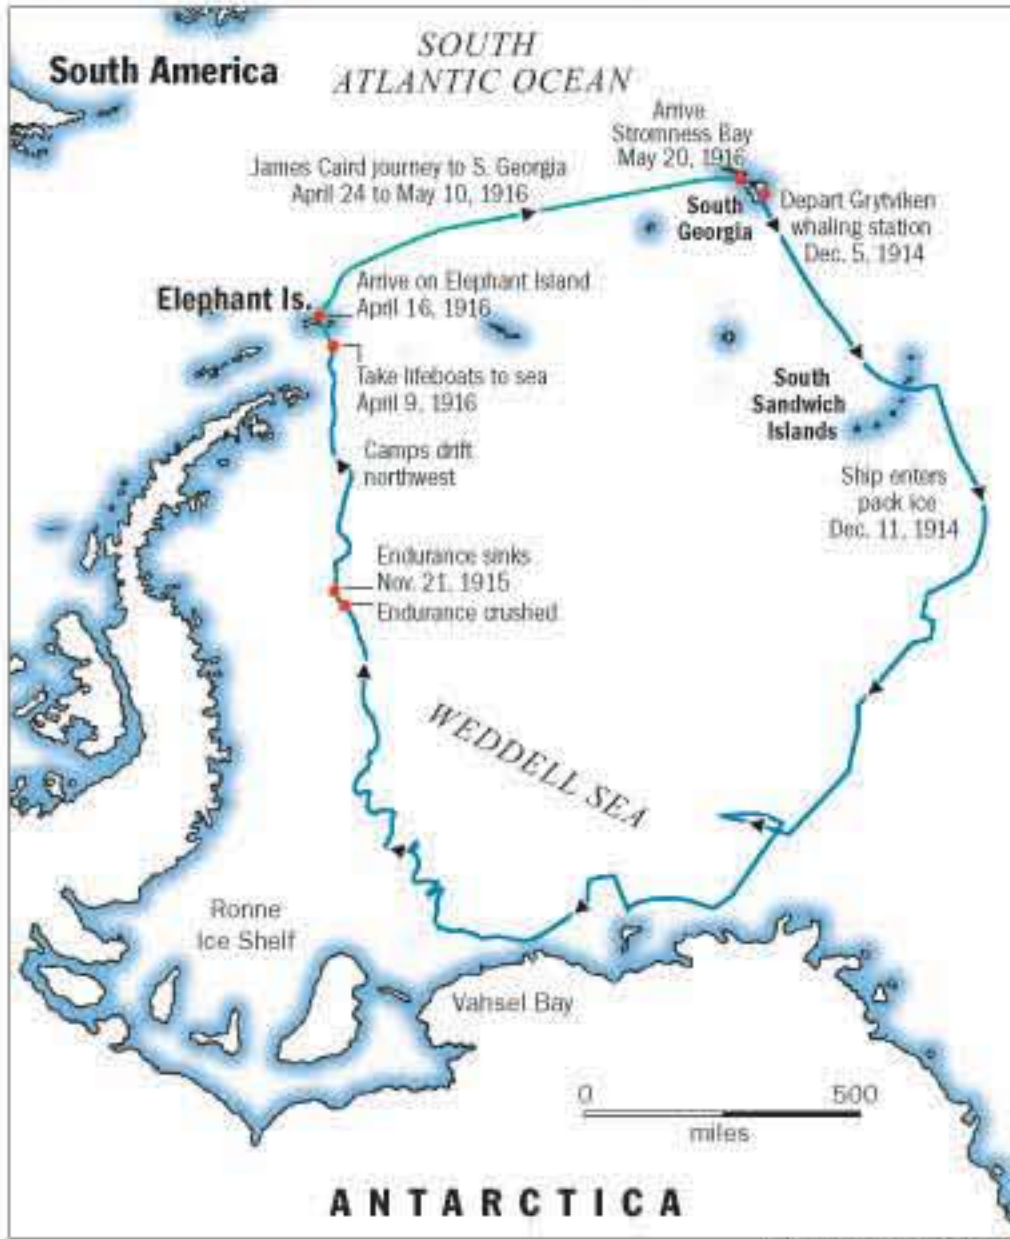 SOUTH
ATLANTIC OCEAN
South America
Arrive
Stromness Bay
May 20, 1916
James Caird journey to S. Georgia
April 24 to May 10, 1916
South
Georgia
Depart Grytviken
whaling station
Dec. 5, 1914
Elephant Is.
Arrive on Elephant Island
April 16, 1916
Take lifeboats to sea
April 9, 1916
South
Sandwich
Islands
Camps drift
northwest
Ship enters
pack ice
Dec. 11, 1914
Endurance sinks
Nov. 21, 1915
Endurance crushed
WEDDELL SEA
Ronne
Ice Shelf
Vahsel Bay
0 500
miles
ANTARCTICA